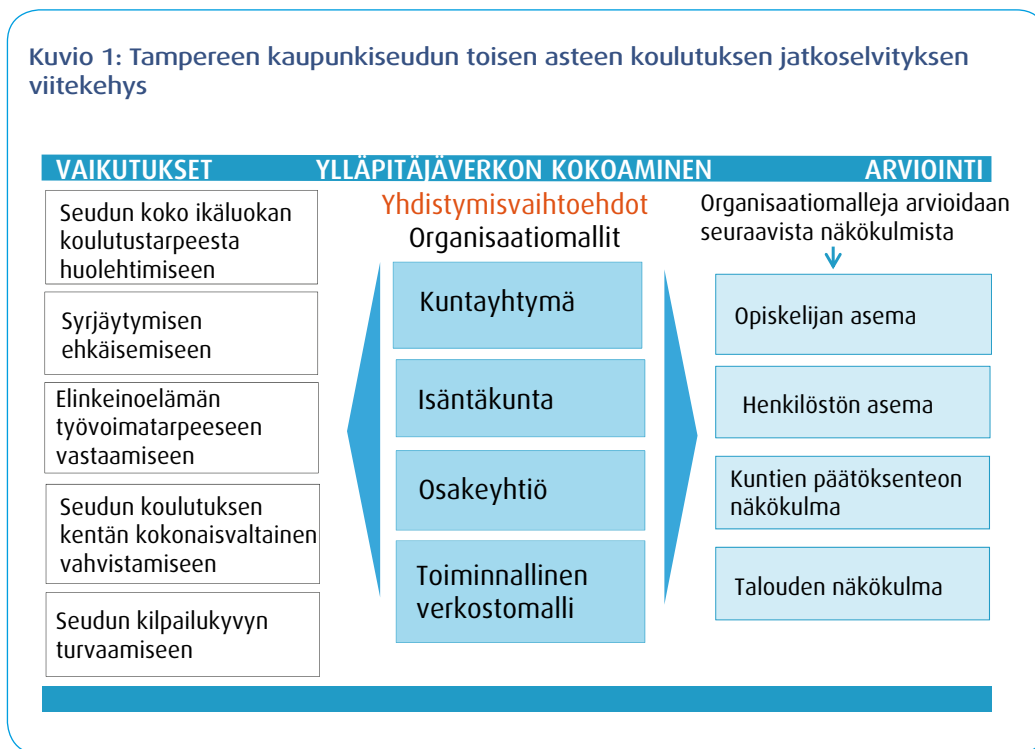 Kuvio 1: Tampereen kaupunkiseudun toisen asteen koulutuksen jatkoselvityksen
viitekehys
VAIKUTUKSET
YLLÄPITÄJÄVERKON KOKOAMINEN
ARVIOINTI
Seudun koko ikäluokan
koulutustarpeesta
huolehtimiseen
Syrjäytymisen
ehkäisemiseen
Elinkeinoelämän
työvoimatarpeeseen
vastaamiseen
Seudun koulutuksen
kentän kokonaisvaltainen
vahvistamiseen
Seudun kilpailukyvyn
turvaamiseen
Yhdistymisvaihtoehdot
Organisaatiomallit
Kuntayhtymä
Isäntäkunta
Osakeyhtiö
Toiminnallinen
verkostomalli
Organisaatiomalleja arvioidaan
seuraavista näkökulmista
Opiskelijan asema
Henkilöstön asema
Kuntien päätöksenteon
näkökulma
Talouden näkökulma